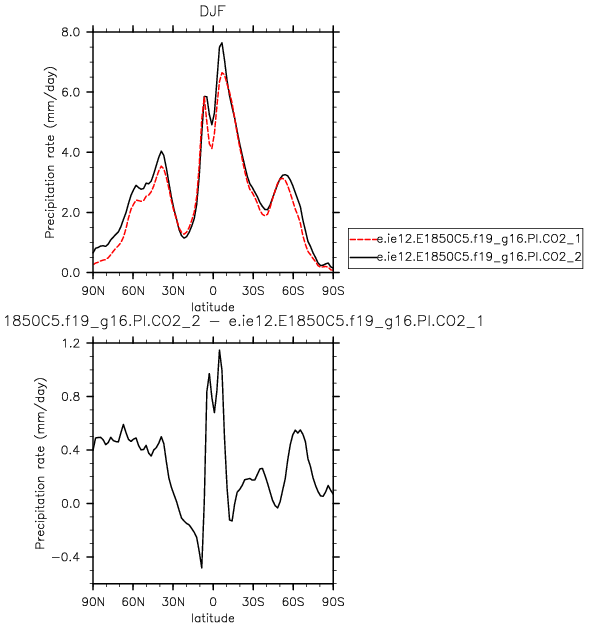 DJF
8.0
6.0
4.0
2.0
0.0
Precipitation rate (mm/day)
90N 60N 30N 0 30S 60S 90S
latitude
e.ie12.E1850C5.f19_g16.PI.CO2_1
e.ie12.E1850C5.f19_g16.PI.CO2_2
1850C5.f19_g16.PI.CO2_2 − e.ie12.E1850C5.f19_g16.PI.CO2_1
1.2
0.8
0.4
0.0
−0.4
Precipitation rate (mm/day)
90N 60N 30N 0 30S 60S 90S
latitude